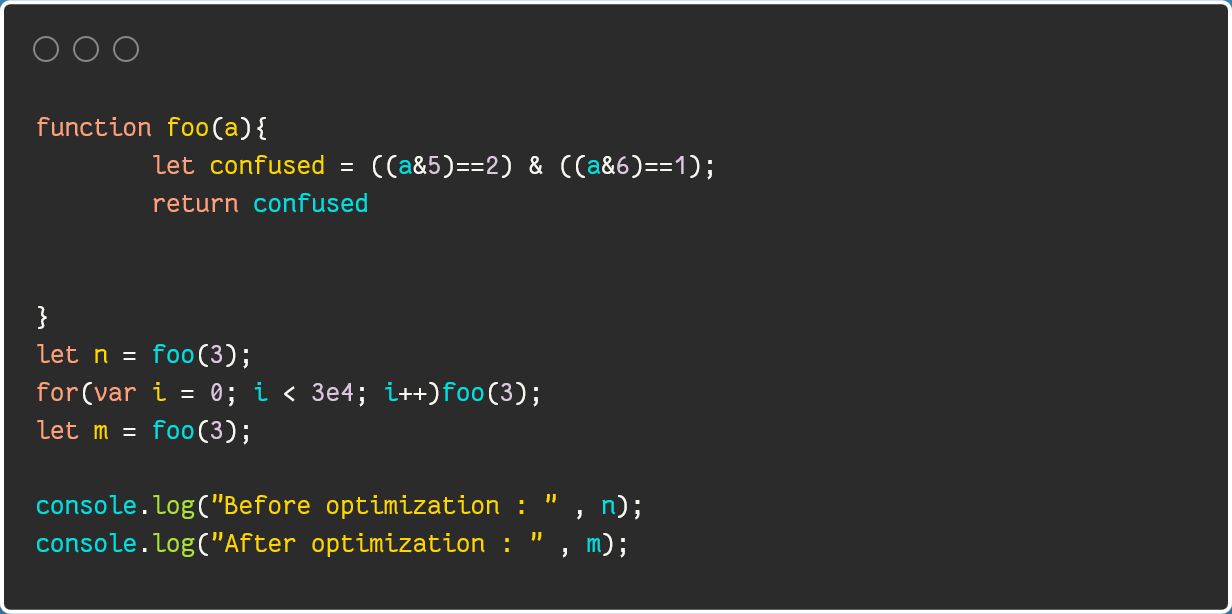 function foo(a){
        let confused = ((a&5)==2) & ((a&6)==1);
        return confused
}
let n = foo(3);
for(var i = 0; i < 3e4; i++)foo(3);
let m = foo(3);
console.log("Before optimization : " , n);
console.log("After optimization : " , m);